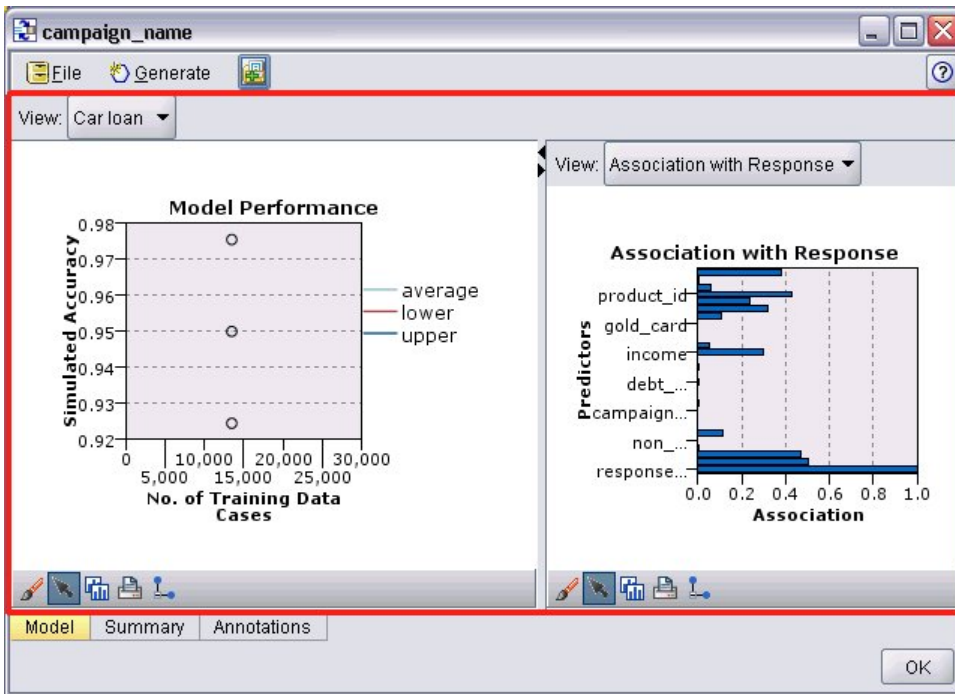 campaign_name
File Generate
View: Car loan
View: Association with Response
Model Performance
Simulated Accuracy
0.98
0.97
0.96
0.95
0.94
0.93
0.92
0 10,000 20,000 30,000
5,000 15,000 25,000
No. of Training Data
Cases
average
lower
upper
Association with Response
Predictors
product_id
gold_card
income
debt_...
campaign...
non_...
response...
0.0 0.2 0.4 0.6 0.8 1.0
Association
Model Summary Annotations
OK